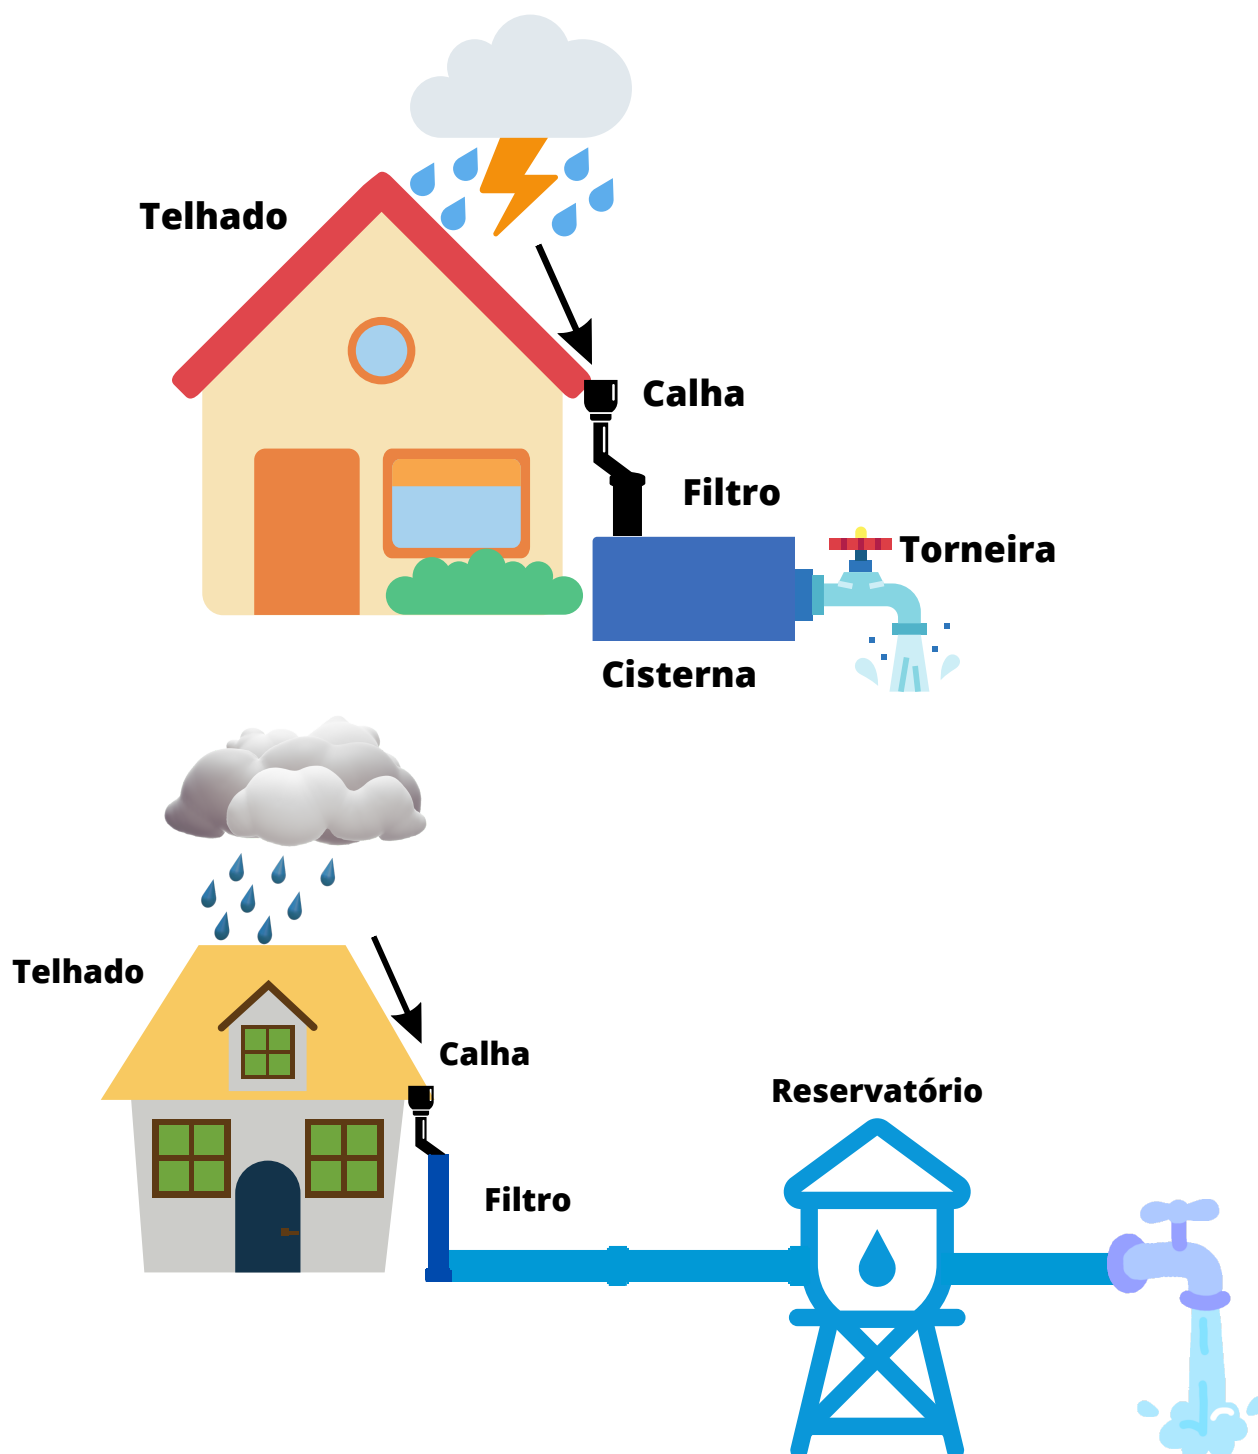 Telhado
Calha
Filtro
Torneira
Cisterna
Telhado
Calha
Reservatório
Filtro